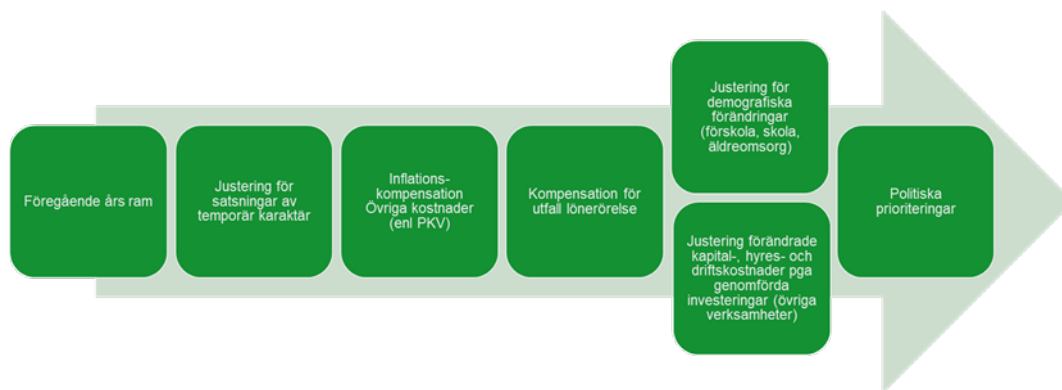 Föregående års ram
Justering för
satsningar av
temporär karaktär
Inflations-
kompensation
Övriga kostnader
(enl PKV)
Kompensation för
utfall lönerörelse
Justering för
demografiska
förändringar
(förskola, skola,
äldreomsorg)
Justering förändrade
kapital-, hyres- och
driftskostnader pga
genomförda
investeringar (övriga
verksamheter)
Politiska
prioriteringar